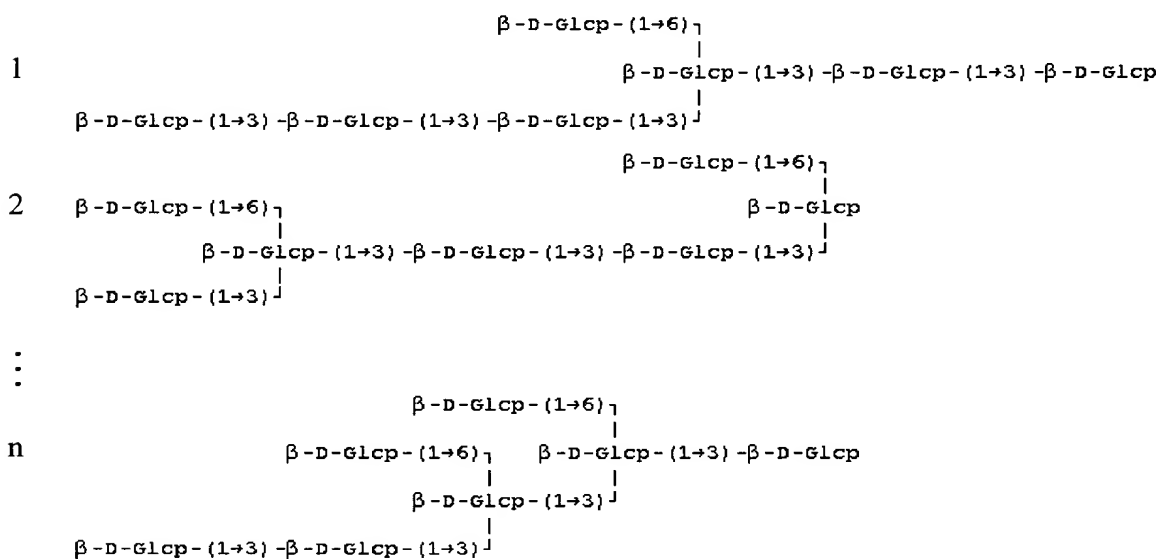 β-D-Glcp-(1→6)┐
|
1 β-D-Glcp-(1→3)-β-D-Glcp-(1→3)-β-D-Glcp
|
β-D-Glcp-(1→3)-β-D-Glcp-(1→3)-β-D-Glcp-(1→3)┘
β-D-Glcp-(1→6)┐
|
2 β-D-Glcp-(1→6)┐ β-D-Glcp
| |
β-D-Glcp-(1→3)-β-D-Glcp-(1→3)-β-D-Glcp-(1→3)┘
|
β-D-Glcp-(1→3)┘
⋮
β-D-Glcp-(1→6)┐
|
n β-D-Glcp-(1→6)┐ β-D-Glcp-(1→3)-β-D-Glcp
| |
β-D-Glcp-(1→3)┘
|
β-D-Glcp-(1→3)-β-D-Glcp-(1→3)┘